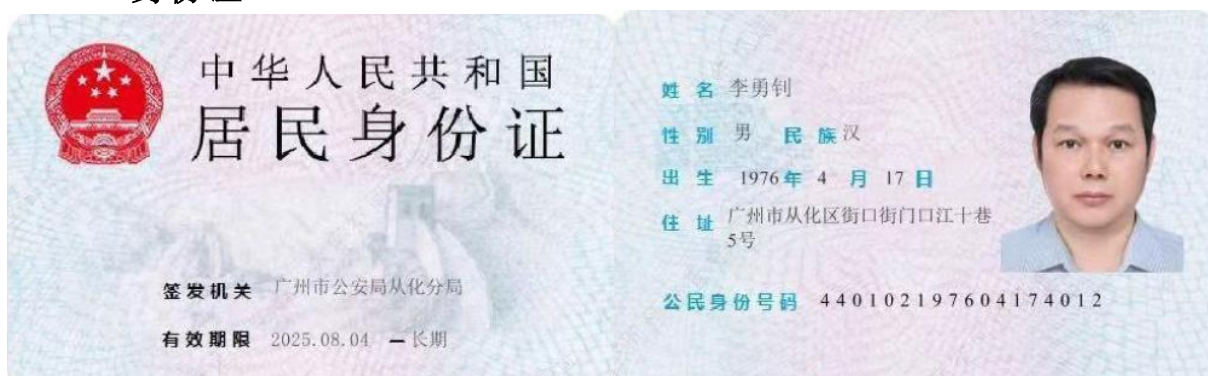 中华人民共和国
居民身份证
签发机关 广州市公安局从化分局
有效期限 2025.08.04 —长期
姓名 李勇钊
性别 男 民族 汉
出生 1976年 4 月 17 日
住址 广州市从化区街口街门口江十巷
5号
公民身份号码 440102197604174012